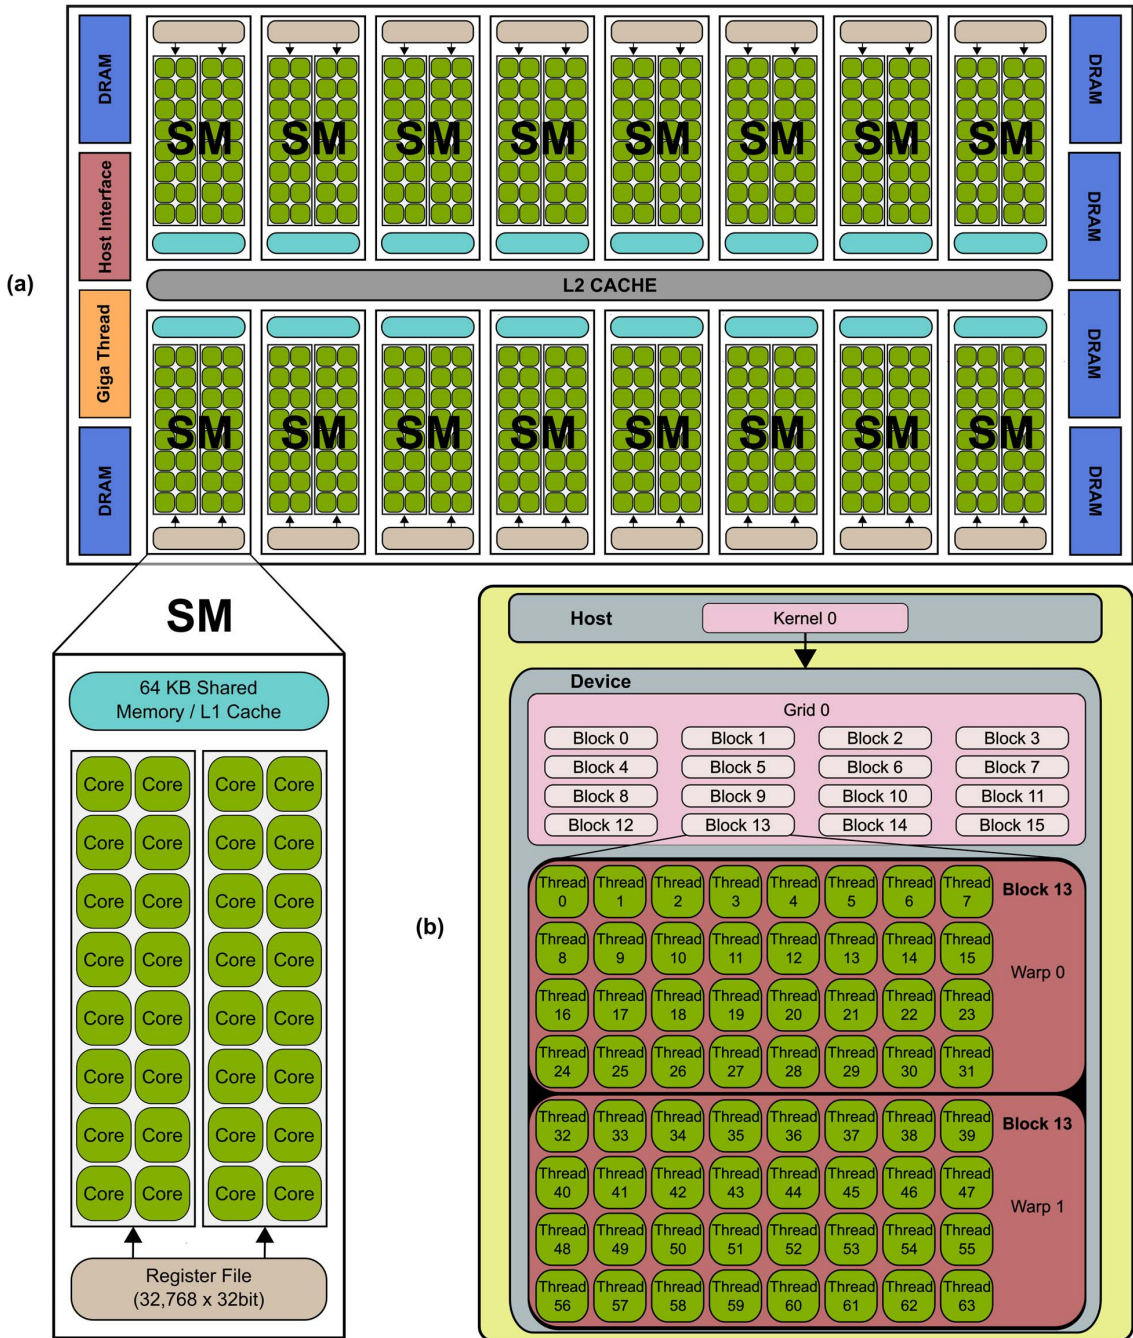 (a)
DRAM
Host Interface
Giga Thread
DRAM
SM SM SM SM SM SM SM SM
L2 CACHE
SM SM SM SM SM SM SM SM
DRAM
DRAM
DRAM
DRAM
SM
64 KB Shared
Memory / L1 Cache
Core Core Core Core
Core Core Core Core
Core Core Core Core
Core Core Core Core
Core Core Core Core
Core Core Core Core
Core Core Core Core
Core Core Core Core
Register File
(32,768 x 32bit)
(b)
Host
Kernel 0
Device
Grid 0
Block 0 Block 1 Block 2 Block 3
Block 4 Block 5 Block 6 Block 7
Block 8 Block 9 Block 10 Block 11
Block 12 Block 13 Block 14 Block 15
Block 13
Thread Thread Thread Thread Thread Thread Thread Thread
0 1 2 3 4 5 6 7
Thread Thread Thread Thread Thread Thread Thread Thread
8 9 10 11 12 13 14 15
Warp 0
Thread Thread Thread Thread Thread Thread Thread Thread
16 17 18 19 20 21 22 23
Thread Thread Thread Thread Thread Thread Thread Thread
24 25 26 27 28 29 30 31
Block 13
Thread Thread Thread Thread Thread Thread Thread Thread
32 33 34 35 36 37 38 39
Thread Thread Thread Thread Thread Thread Thread Thread
40 41 42 43 44 45 46 47
Warp 1
Thread Thread Thread Thread Thread Thread Thread Thread
48 49 50 51 52 53 54 55
Thread Thread Thread Thread Thread Thread Thread Thread
56 57 58 59 60 61 62 63